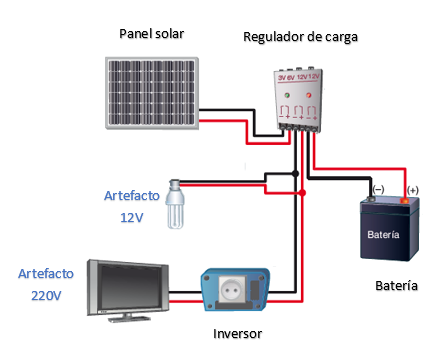 Panel solar
Regulador de carga
3V 6V 12V 12V
- + - + - +
Artefacto
12V
(-) (+)
Batería
Batería
Artefacto
220V
Inversor